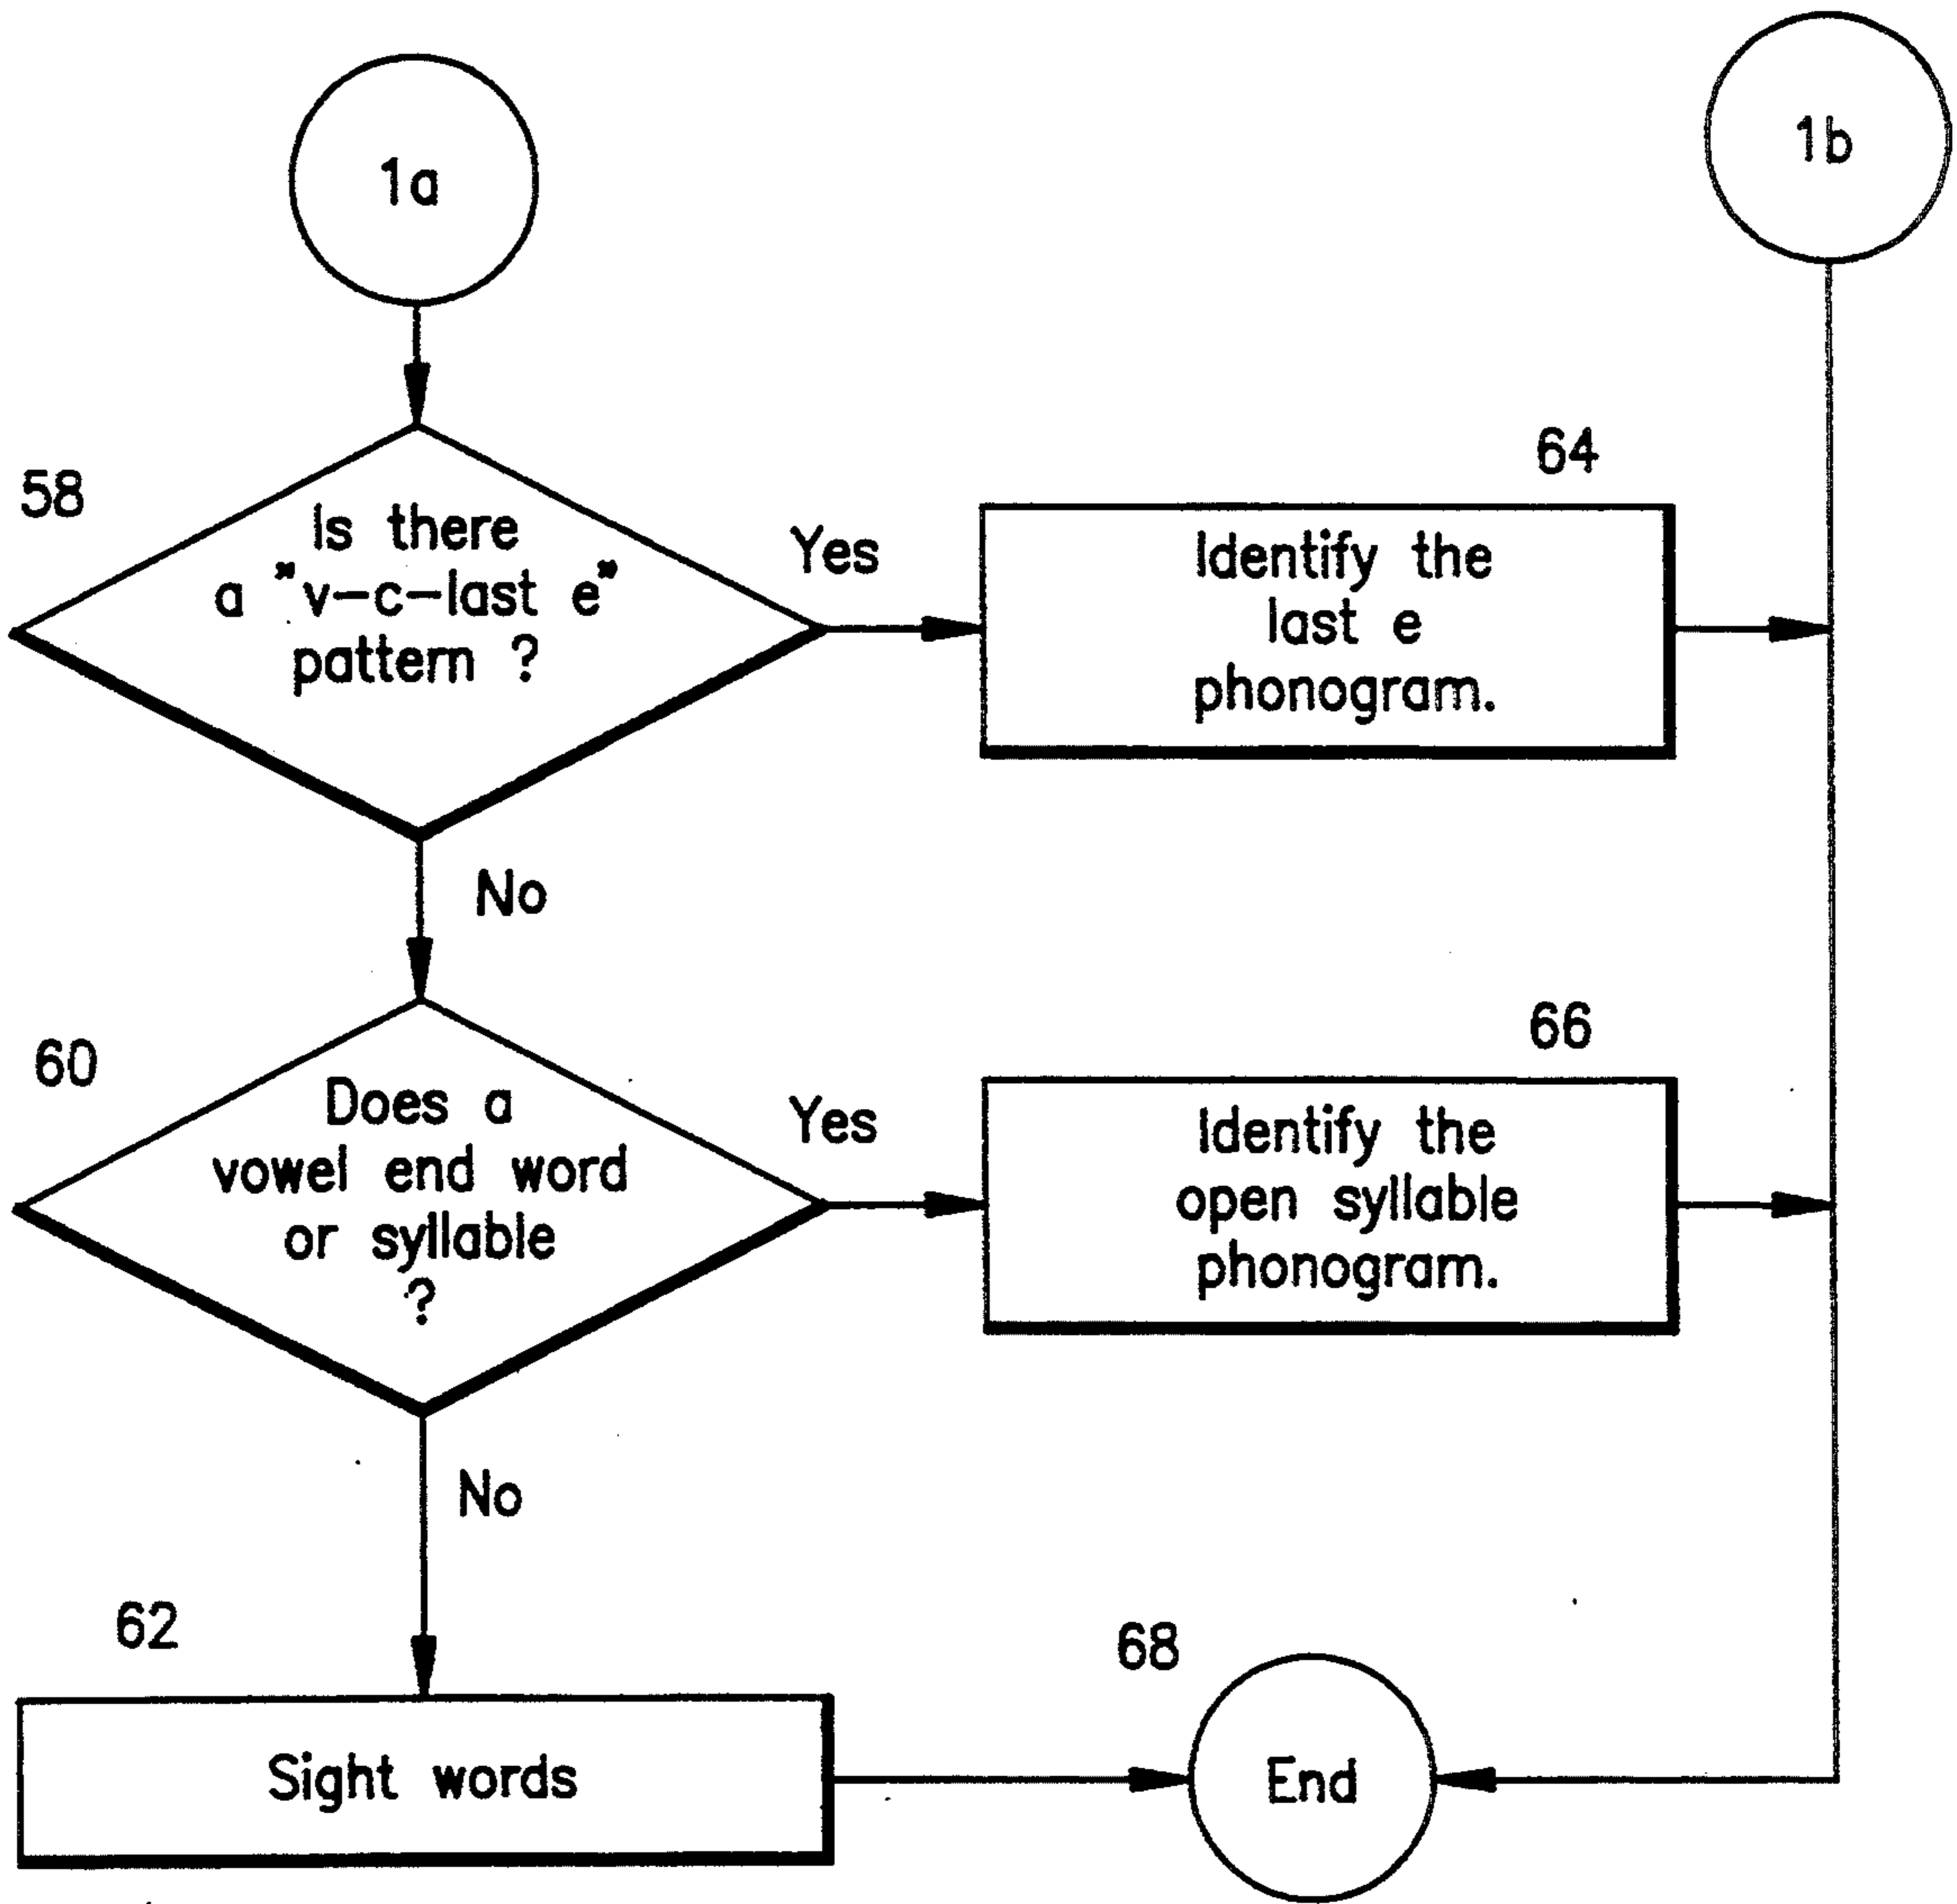 1a
1b
58
Is there
a "v-c-last e"
pattern ?
Yes
64
Identify the
last e
phonogram.
No
60
Does a
vowel end word
or syllable
?
Yes
66
Identify the
open syllable
phonogram.
No
62
Sight words
68
End